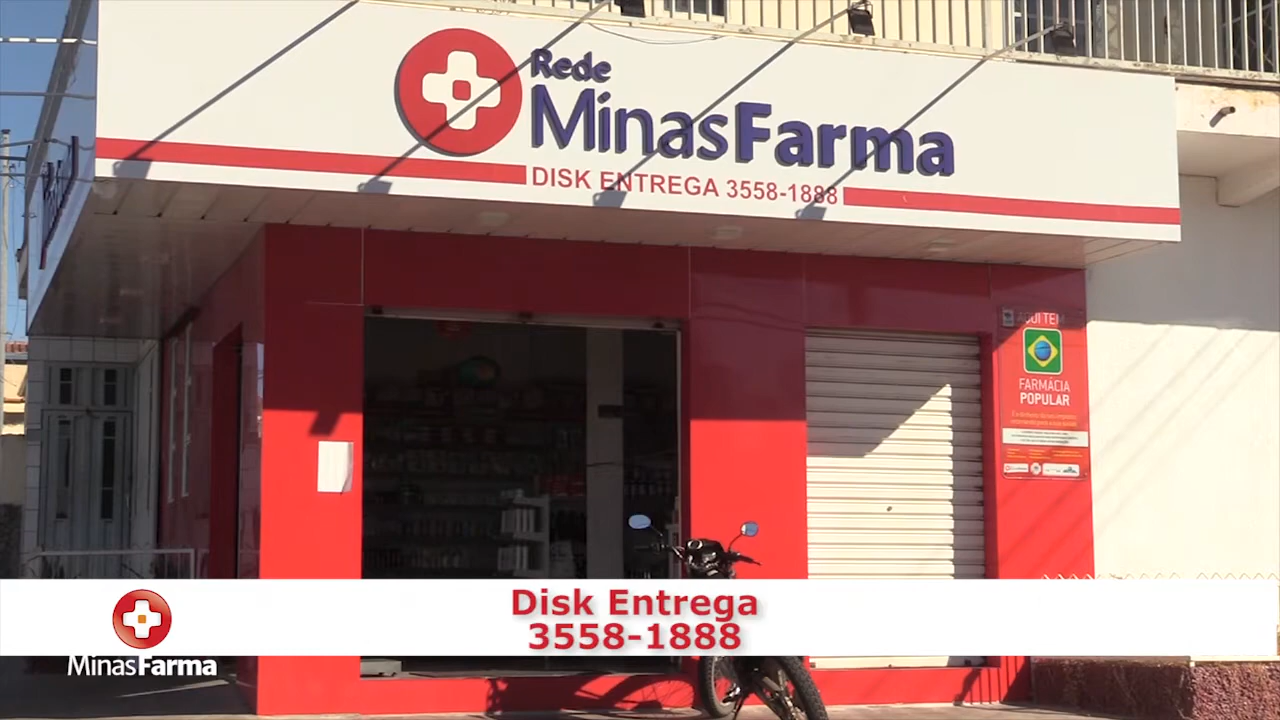 Rede
MinasFarma
DISK ENTREGA 3558-1888
AQUI TEM
FARMÁCIA
POPULAR
Disk Entrega
3558-1888
MinasFarma